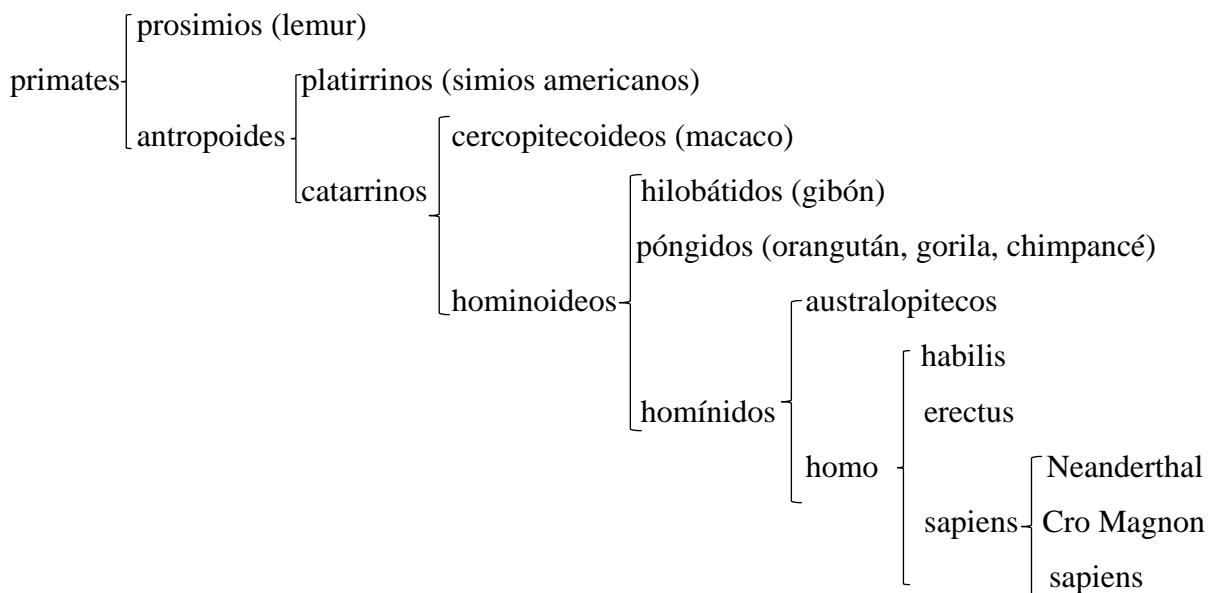 prosimios (lemur)
primates
platirrinos (simios americanos)
antropoides
cercopitecoideos (macaco)
catarrinos
hilobátidos (gibón)
póngidos (orangután, gorila, chimpancé)
hominoideos
australopitecos
habilis
homínidos
erectus
homo
Neanderthal
sapiens
Cro Magnon
sapiens